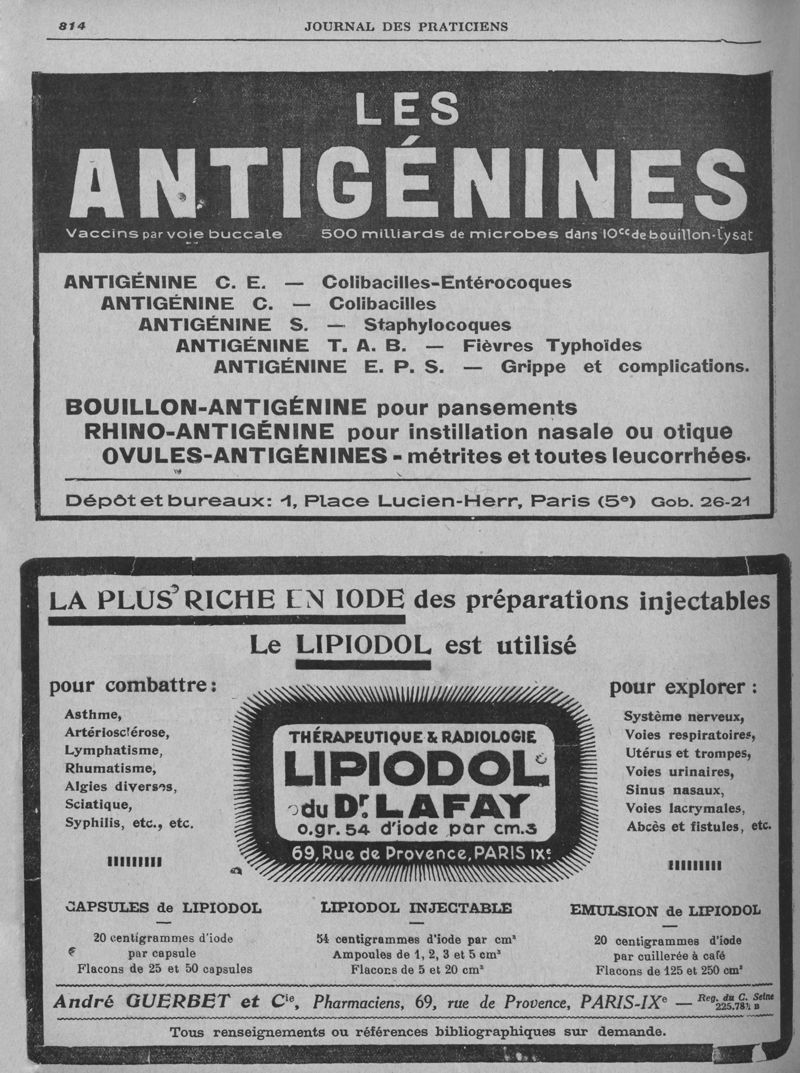 814
JOURNAL DES PRATICIENS
LES
ANTIGÉNINES
Vaccins par voie buccale 500 milliards de microbes dans 10cc de bouillon-lysat
ANTIGÉNINE C. E. — Colibacilles-Entérocoques
ANTIGÉNINE C. — Colibacilles
ANTIGÉNINE S. — Staphylocoques
ANTIGÉNINE T. A. B. — Fièvres Typhoïdes
ANTIGÉNINE E. P. S. — Grippe et complications.
BOUILLON-ANTIGÉNINE pour pansements
RHINO-ANTIGÉNINE pour instillation nasale ou otique
OVULES-ANTIGÉNINES - métrites et toutes leucorrhées.
Dépôt et bureaux: 1, Place Lucien-Herr, Paris (5e) Gob. 26-21
LA PLUS RICHE EN IODE des préparations injectables
Le LIPIODOL est utilisé
pour combattre:
Asthme,
Artériosclérose,
Lymphatisme,
Rhumatisme,
Algies diverses,
Sciatique,
Syphilis, etc., etc.
THÉRAPEUTIQUE & RADIOLOGIE
LIPIODOL
du Dr. LAFAY
0.gr. 54 d'iode par cm.3
69, Rue de Provence, PARIS IXe
pour explorer:
Système nerveux,
Voies respiratoires,
Utérus et trompes,
Voies urinaires,
Sinus nasaux,
Voies lacrymales,
Abcès et fistules, etc.
CAPSULES de LIPIODOL
20 centigrammes d'iode
par capsule
Flacons de 25 et 50 capsules
LIPIODOL INJECTABLE
54 centigrammes d'iode par cm³
Ampoules de 1, 2, 3 et 5 cm³
Flacons de 5 et 20 cm³
EMULSION de LIPIODOL
20 centigrammes d'iode
par cuillerée à café
Flacons de 125 et 250 cm³
André GUERBET et Cie, Pharmaciens, 69, rue de Provence, PARIS-IXe — Reg. du C. Seine
Tous renseignements ou références bibliographiques sur demande.